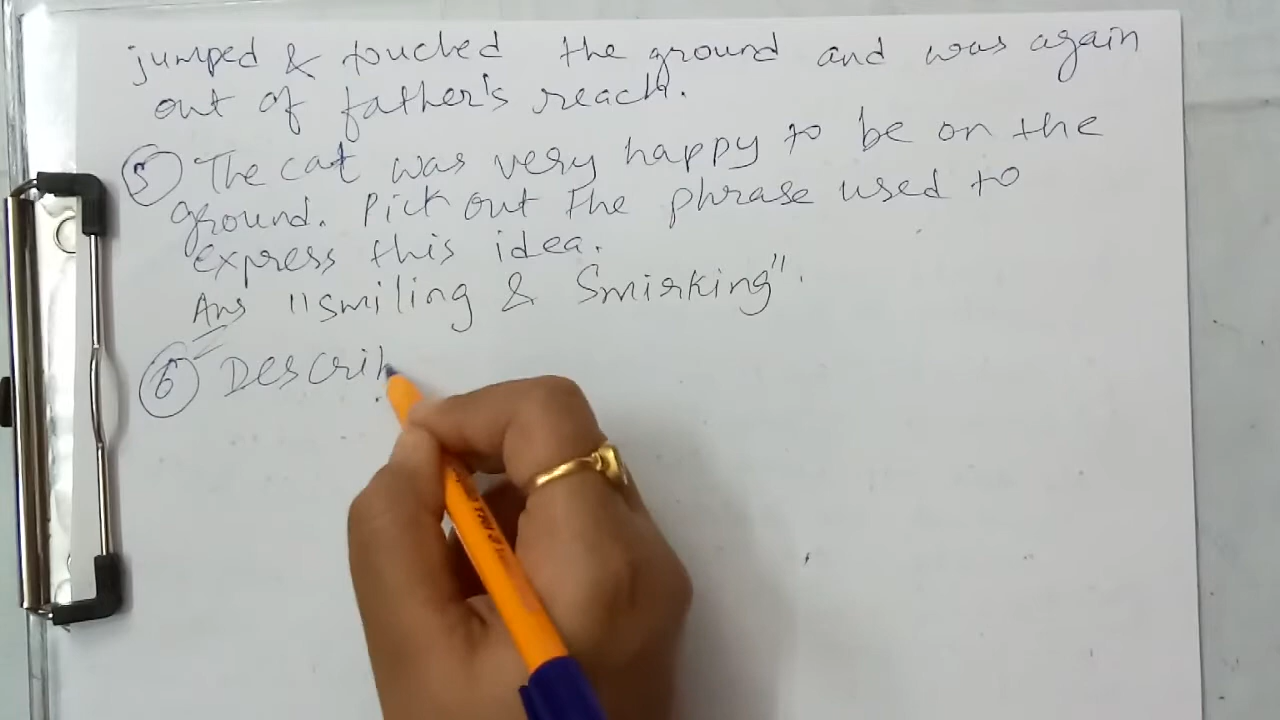 jumped & touched the ground and was again
out of father's reach.
5 The cat was very happy to be on the
ground. Pick out the phrase used to
express this idea.
Ans "Smiling & Smirking".
6 Descri